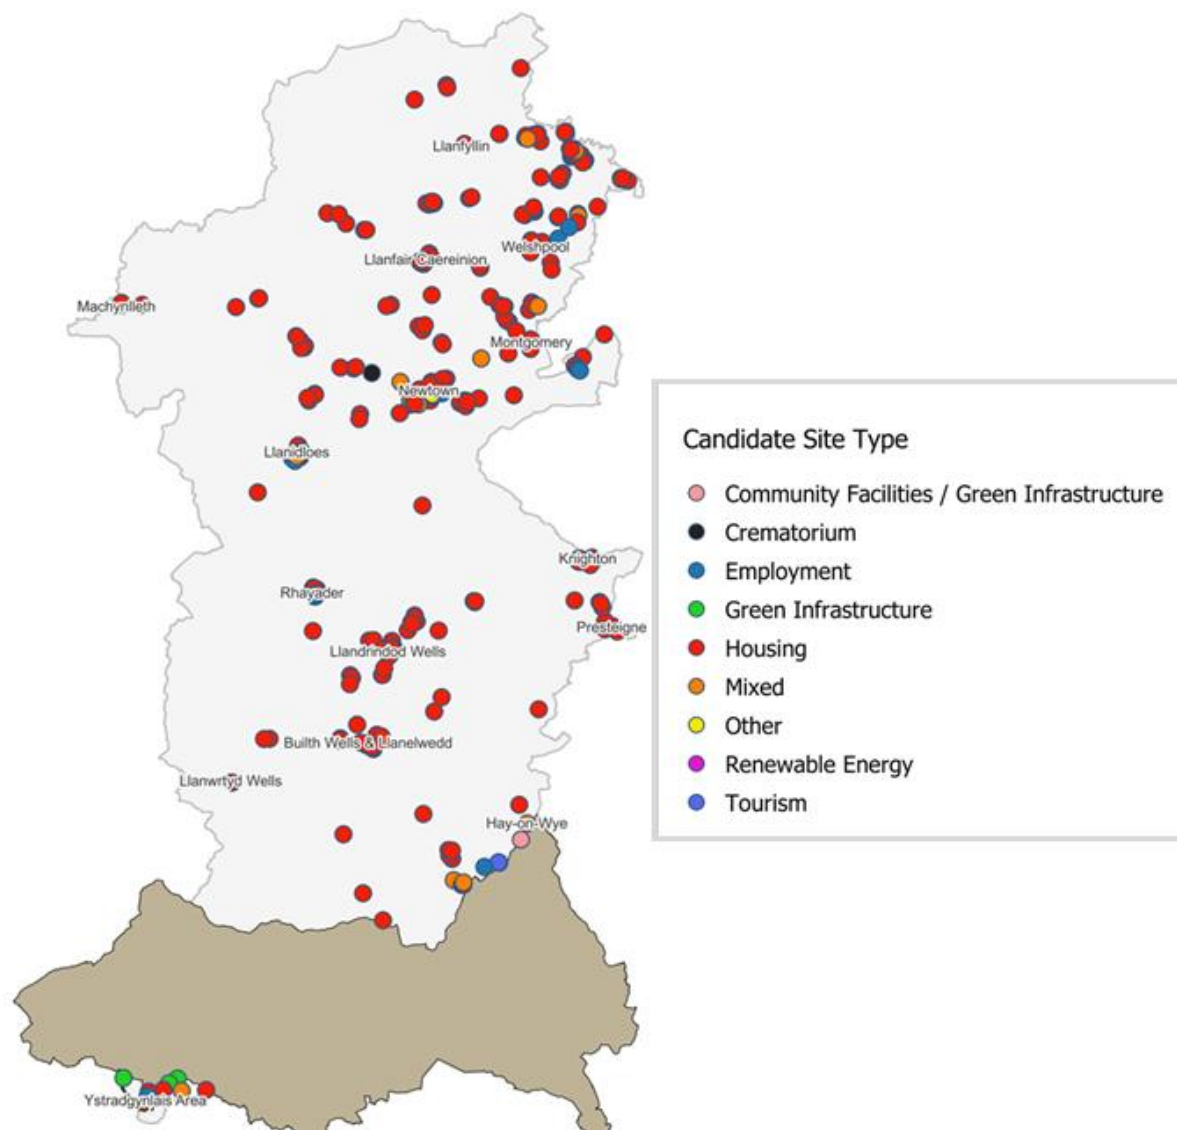 Llanfyllin
Welshpool
Llanfair Caereinion
Machynlleth
Montgomery
Newtown
Llanidloes
Knighton
Rhayader
Presteigne
Llandrindod Wells
Builth Wells & Llanelwedd
Llanwrtyd Wells
Hay-on-Wye
Ystradgynlais Area
Candidate Site Type
Community Facilities / Green Infrastructure
Crematorium
Employment
Green Infrastructure
Housing
Mixed
Other
Renewable Energy
Tourism